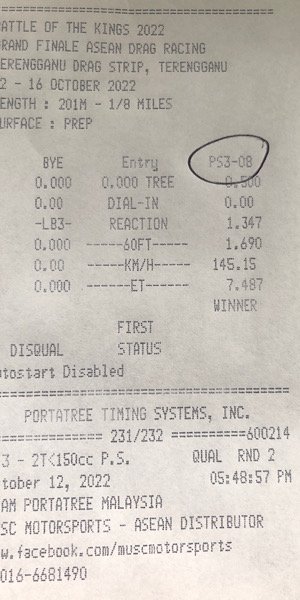 ATTLE OF THE KINGS 2022
RAND FINALE ASEAN DRAG RACING
ERENGGANU DRAG STRIP, TERENGGANU
2 - 16 OCTOBER 2022
ENGTH : 201M - 1/8 MILES
URFACE : PREP
BYE Entry PS3-08
0.000 0.000 TREE 0.500
0.00 DIAL-IN 0.00
-LB3- REACTION 1.347
0.000 -----60FT----- 1.690
0.00 -----KM/H----- 145.15
0.000 ------ET------ 7.487
WINNER
FIRST
DISQUAL STATUS
utostart Disabled
PORTATREE TIMING SYSTEMS, INC.
============ 231/232 ==========600214
3 - 2T<150cc P.S. QUAL RND 2
tober 12, 2022 05:48:57 PM
AM PORTATREE MALAYSIA
SC MOTORSPORTS - ASEAN DISTRIBUTOR
w.facebook.com/muscmotorsports
016-6681490